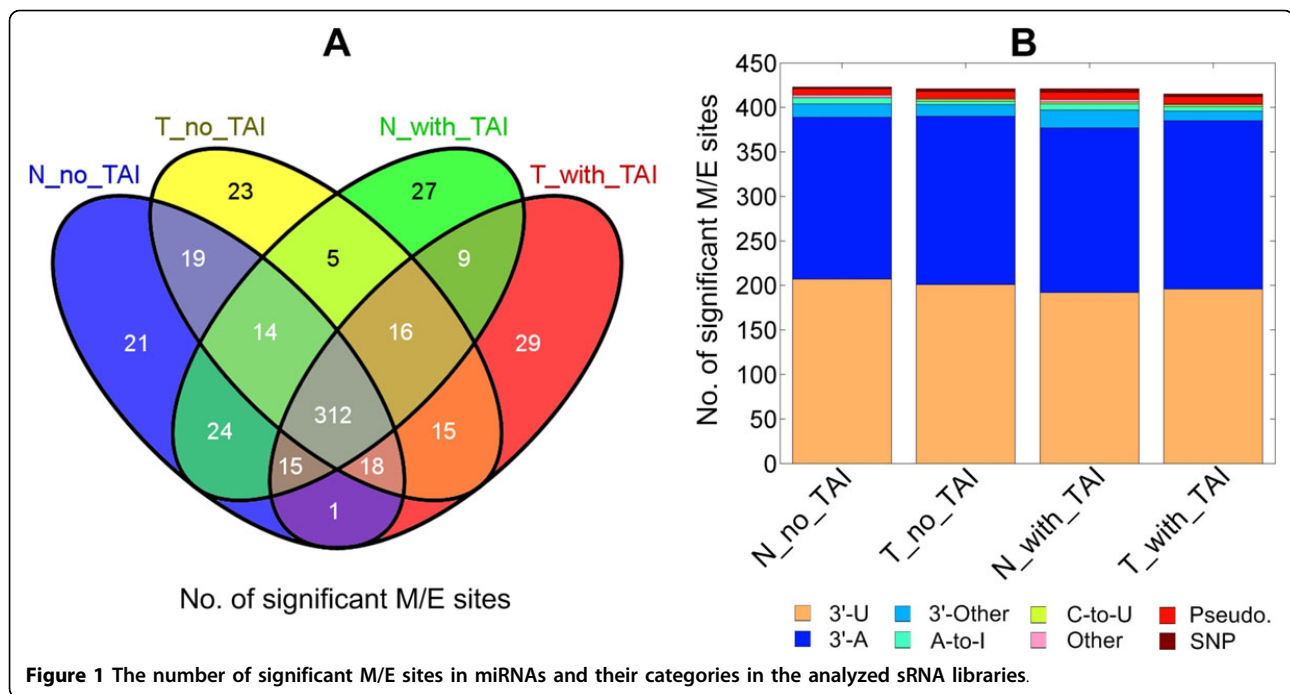 A
T_no_TAI
N_with_TAI
N_no_TAI
T_with_TAI
23
27
19
5
9
21
14
16
29
312
24
15
15
18
1
No. of significant M/E sites
B
No. of significant M/E sites
450
400
350
300
250
200
150
100
50
0
N_no_TAI
T_no_TAI
N_with_TAI
T_with_TAI
3'-U
3'-Other
C-to-U
Pseudo.
3'-A
A-to-I
Other
SNP
Figure 1 The number of significant M/E sites in miRNAs and their categories in the analyzed sRNA libraries.